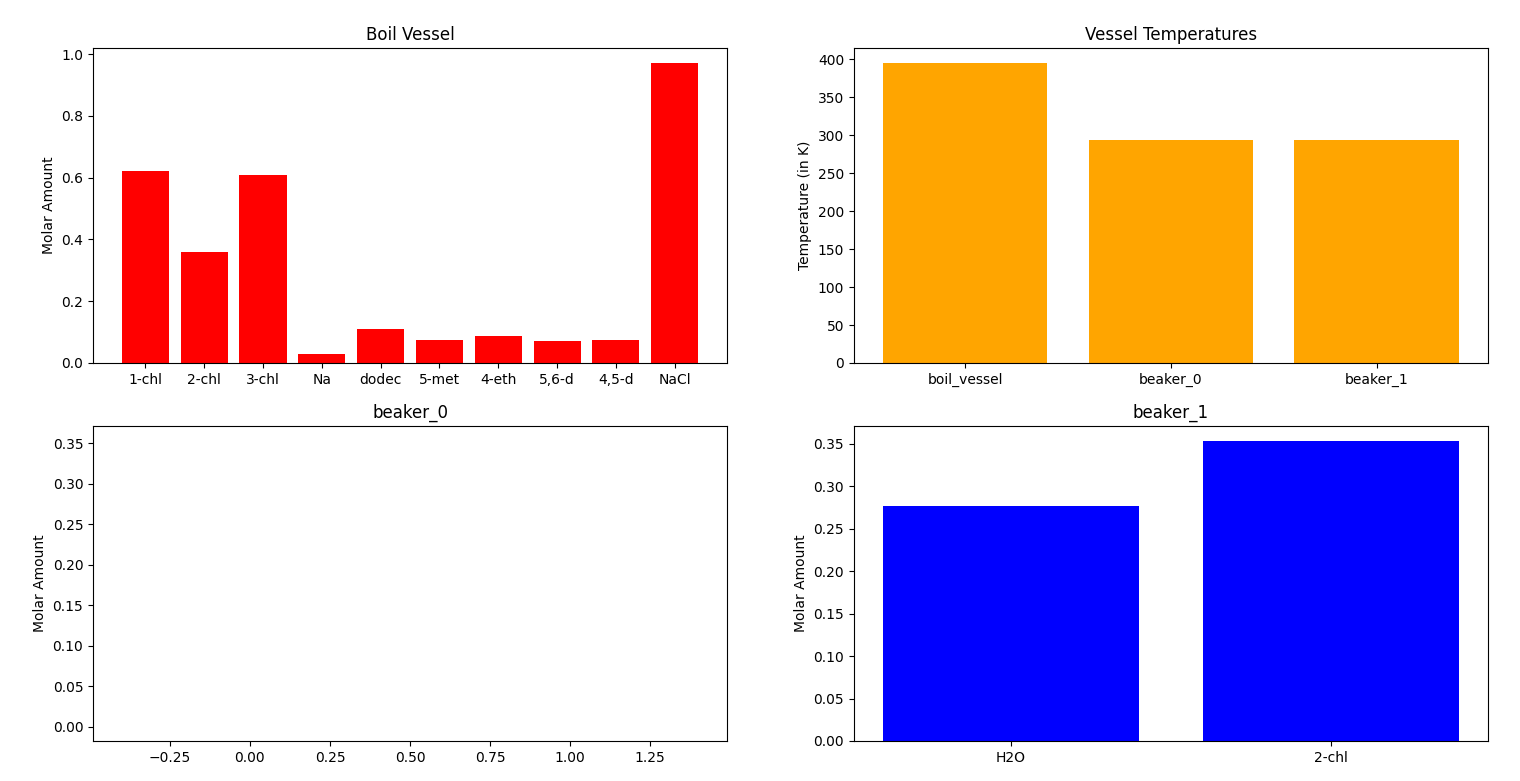 Boil Vessel
1.0
0.8
0.6
0.4
0.2
0.0
Molar Amount
1-chl 2-chl 3-chl Na dodec 5-met 4-eth 5,6-d 4,5-d NaCl
Vessel Temperatures
400
350
300
250
200
150
100
50
0
Temperature (in K)
boil_vessel beaker_0 beaker_1
beaker_0
0.35
0.30
0.25
0.20
0.15
0.10
0.05
0.00
Molar Amount
−0.25 0.00 0.25 0.50 0.75 1.00 1.25
beaker_1
0.35
0.30
0.25
0.20
0.15
0.10
0.05
0.00
Molar Amount
H2O 2-chl